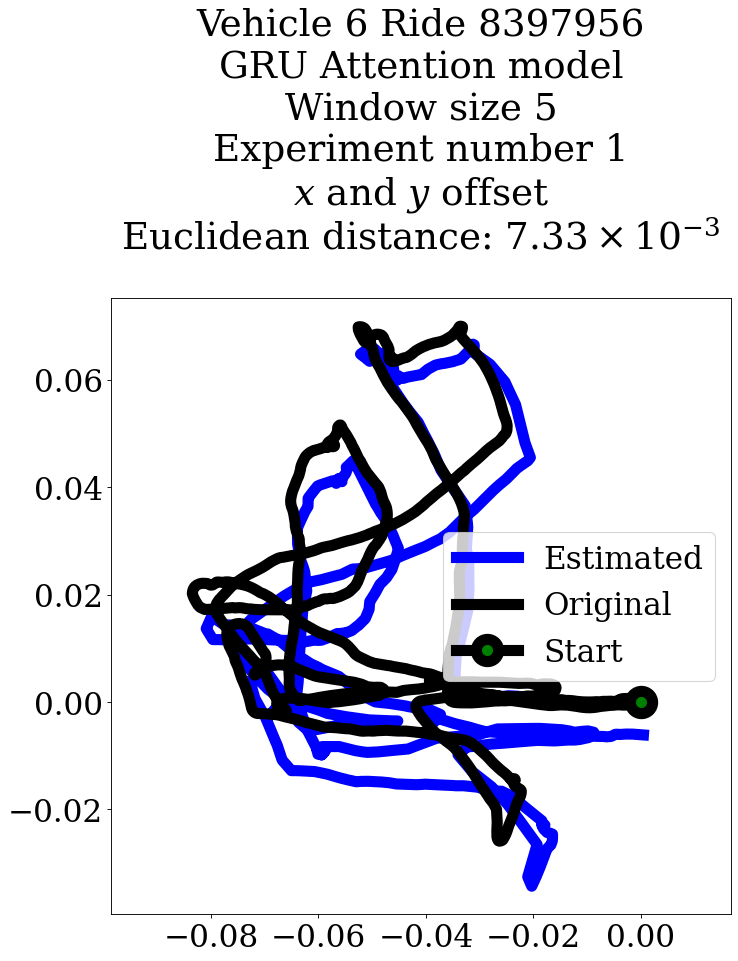 Vehicle 6 Ride 8397956
GRU Attention model
Window size 5
Experiment number 1
x and y offset
Euclidean distance: 7.33 × 10⁻³
0.06
0.04
0.02
0.00
−0.02
Estimated
Original
Start
−0.08 −0.06 −0.04 −0.02 0.00